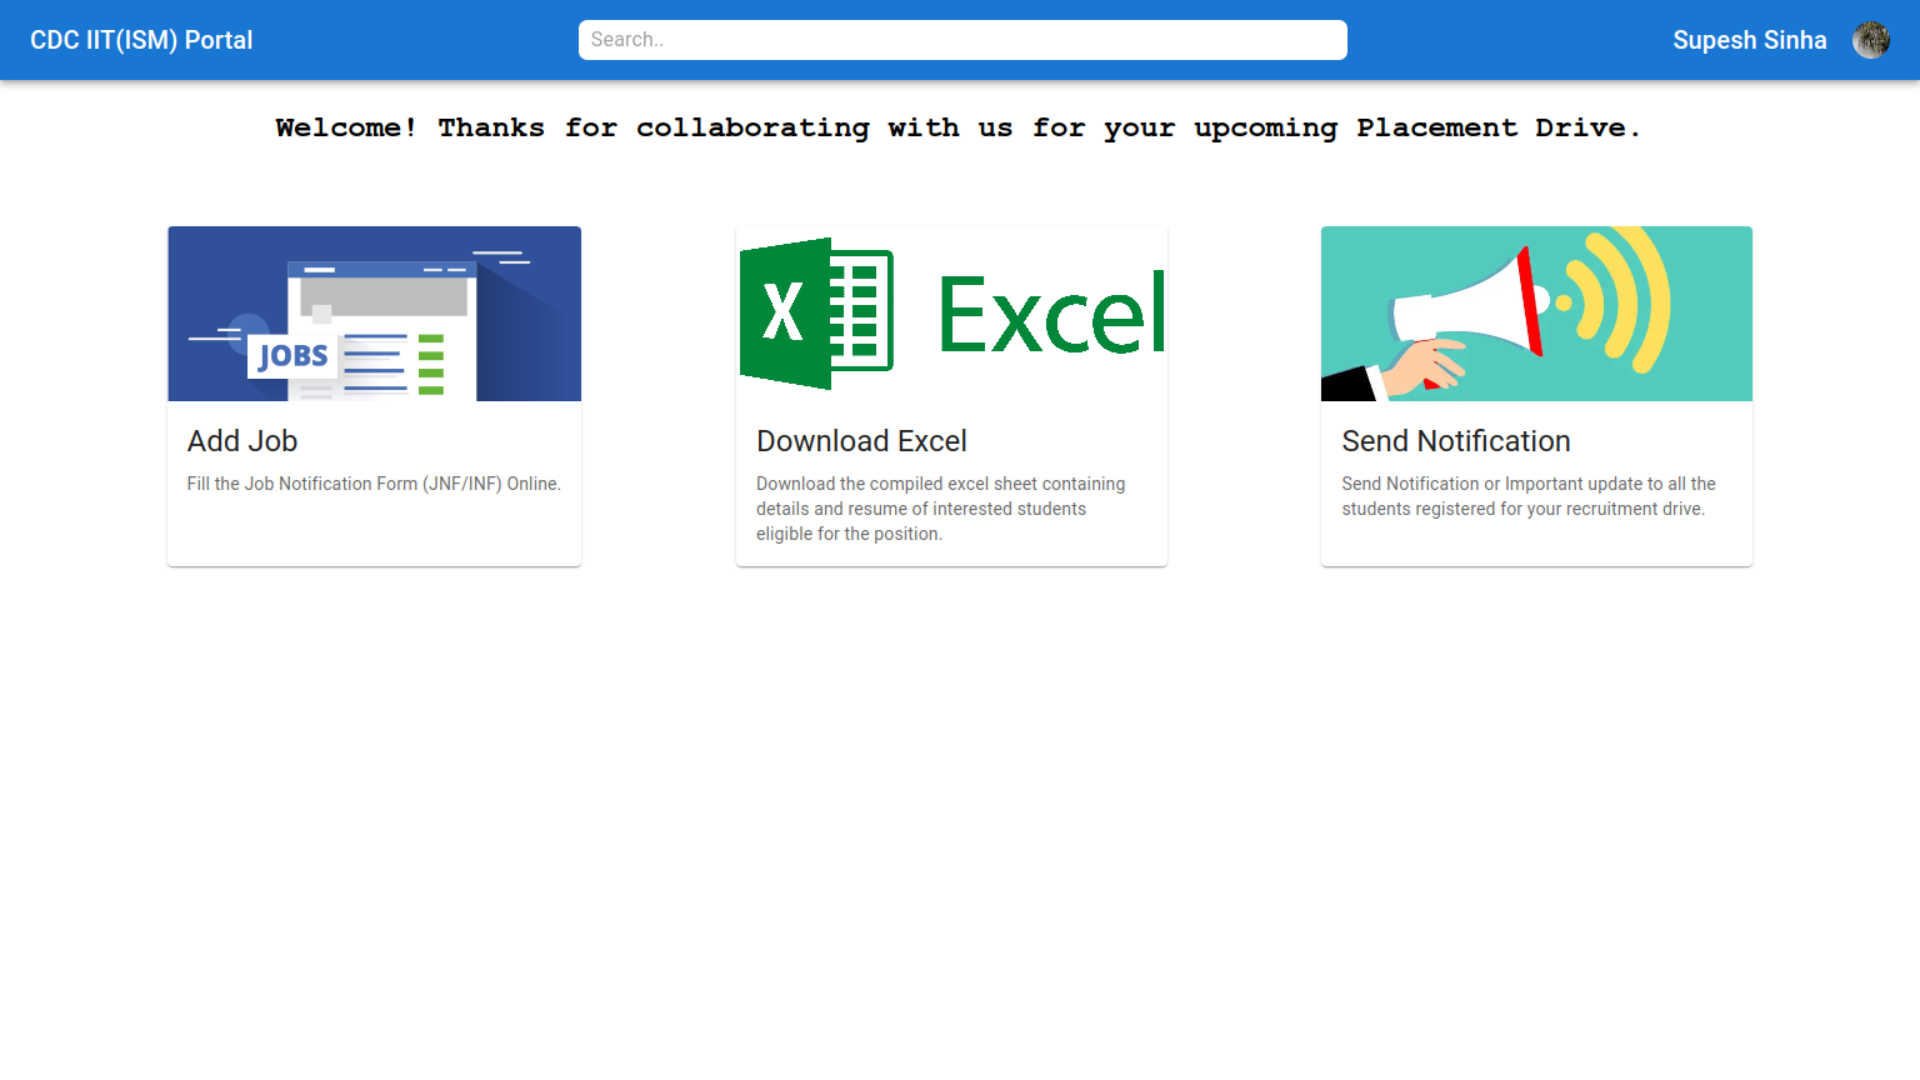 CDC IIT(ISM) Portal
Search..
Supesh Sinha
Welcome! Thanks for collaborating with us for your upcoming Placement Drive.
JOBS
Add Job
Fill the Job Notification Form (JNF/INF) Online.
X Excel
Download Excel
Download the compiled excel sheet containing
details and resume of interested students
eligible for the position.
Send Notification
Send Notification or Important update to all the
students registered for your recruitment drive.